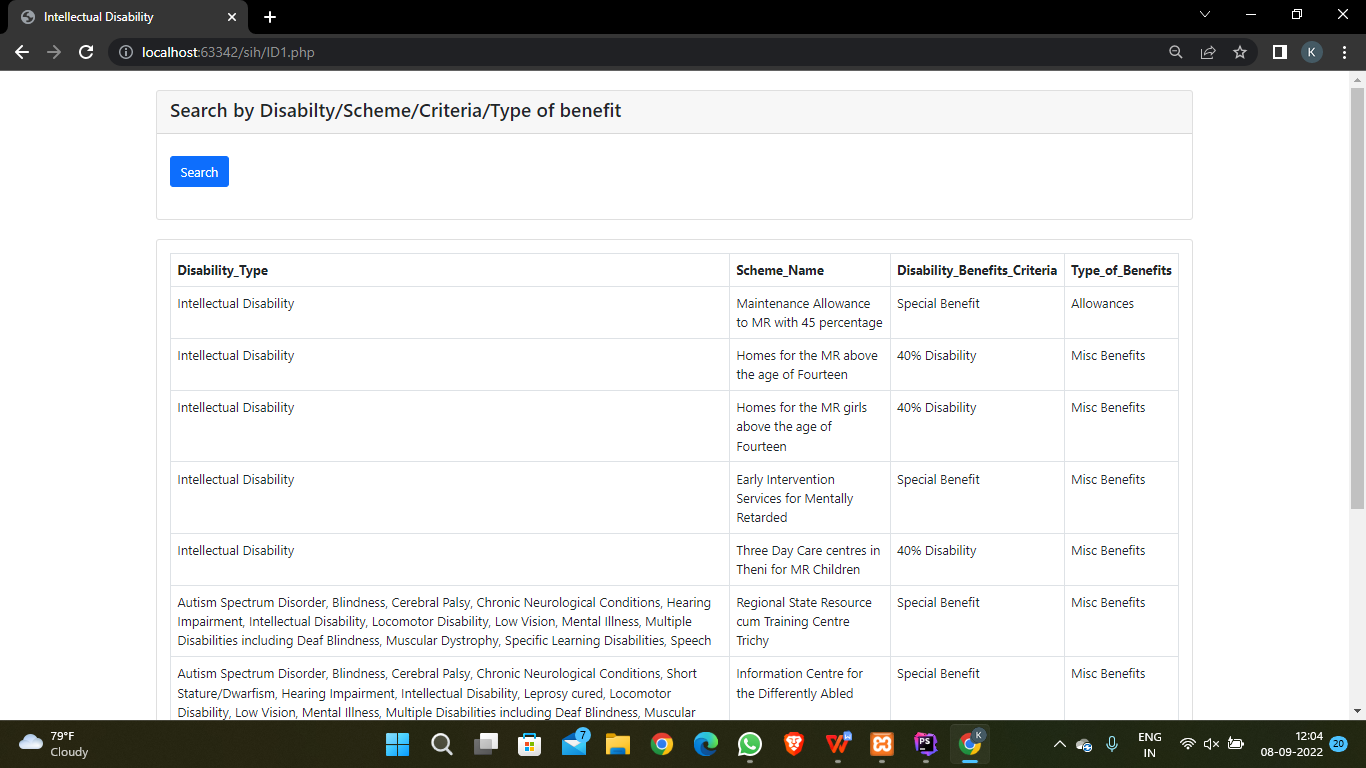 Intellectual Disability
localhost:63342/sih/ID1.php
K
Search by Disabilty/Scheme/Criteria/Type of benefit
Search
Disability_Type Scheme_Name Disability_Benefits_Criteria Type_of_Benefits
Intellectual Disability Maintenance Allowance Special Benefit Allowances
to MR with 45 percentage
Intellectual Disability Homes for the MR above 40% Disability Misc Benefits
the age of Fourteen
Intellectual Disability Homes for the MR girls 40% Disability Misc Benefits
above the age of
Fourteen
Intellectual Disability Early Intervention Special Benefit Misc Benefits
Services for Mentally
Retarded
Intellectual Disability Three Day Care centres in 40% Disability Misc Benefits
Theni for MR Children
Autism Spectrum Disorder, Blindness, Cerebral Palsy, Chronic Neurological Conditions, Hearing Regional State Resource Special Benefit Misc Benefits
Impairment, Intellectual Disability, Locomotor Disability, Low Vision, Mental Illness, Multiple cum Training Centre
Disabilities including Deaf Blindness, Muscular Dystrophy, Specific Learning Disabilities, Speech Trichy
Autism Spectrum Disorder, Blindness, Cerebral Palsy, Chronic Neurological Conditions, Short Information Centre for Special Benefit Misc Benefits
Stature/Dwarfism, Hearing Impairment, Intellectual Disability, Leprosy cured, Locomotor the Differently Abled
Disability, Low Vision, Mental Illness, Multiple Disabilities including Deaf Blindness, Muscular
79°F
Cloudy
7
PS
K
ENG
IN
12:04
08-09-2022
20